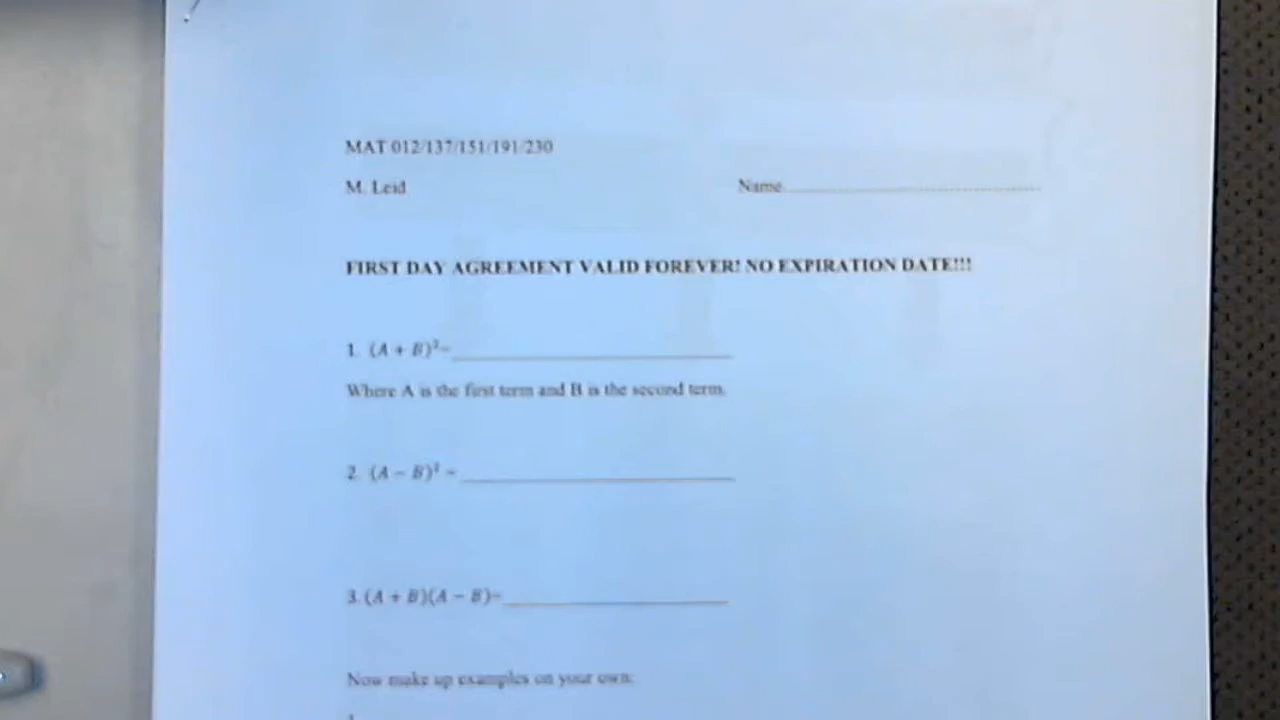 MAT 012/137/151/191/230
M. Leid
Name
FIRST DAY AGREEMENT VALID FOREVER! NO EXPIRATION DATE!!!
1. (A + B)²=
Where A is the first term and B is the second term.
2. (A − B)² =
3. (A + B)(A − B)=
Now make up examples on your own: